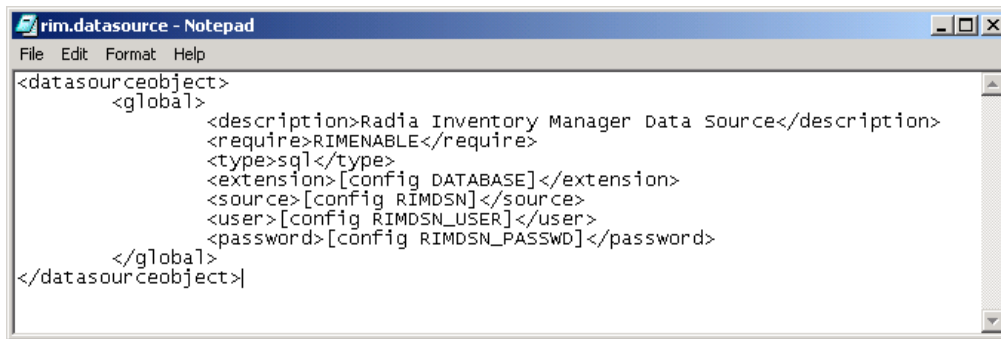 rim.datasource - Notepad
File Edit Format Help
<datasourceobject>
<global>
<description>Radia Inventory Manager Data Source</description>
<require>RIMENABLE</require>
<type>sql</type>
<extension>[config DATABASE]</extension>
<source>[config RIMDSN]</source>
<user>[config RIMDSN_USER]</user>
<password>[config RIMDSN_PASSWD]</password>
</global>
</datasourceobject>